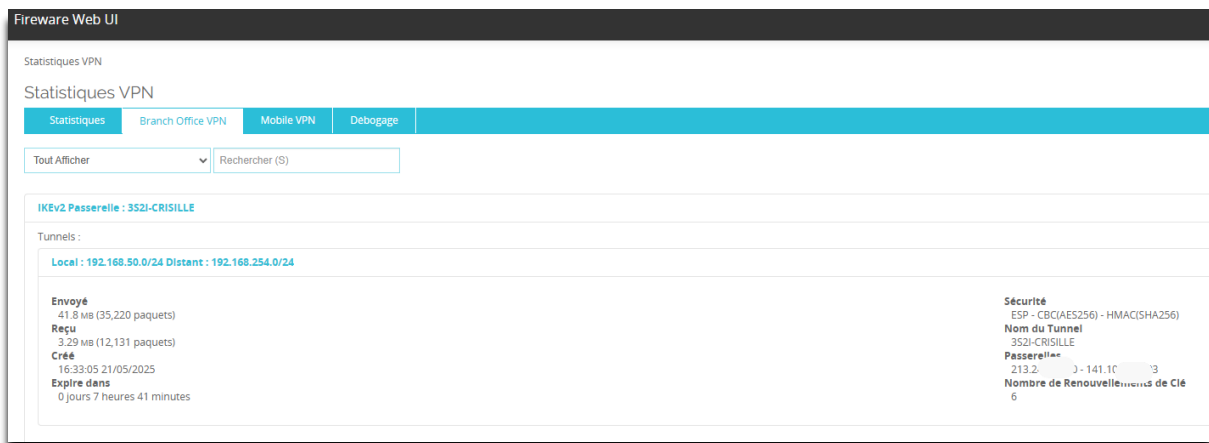 Fireware Web UI
Statistiques VPN
Statistiques VPN
Statistiques Branch Office VPN Mobile VPN Debogage
Tout Afficher Rechercher (S)
IKEv2 Passerelle : 3S2I-CRISILLE
Tunnels :
Local : 192.168.50.0/24 Distant : 192.168.254.0/24
Envoyé
41.8 MB (35,220 paquets)
Reçu
3.29 MB (12,131 paquets)
Créé
16:33:05 21/05/2025
Expire dans
0 jours 7 heures 41 minutes
Sécurité
ESP - CBC(AES256) - HMAC(SHA256)
Nom du Tunnel
3S2I-CRISILLE
Passerelles
Nombre de Renouvellements de Clé
6